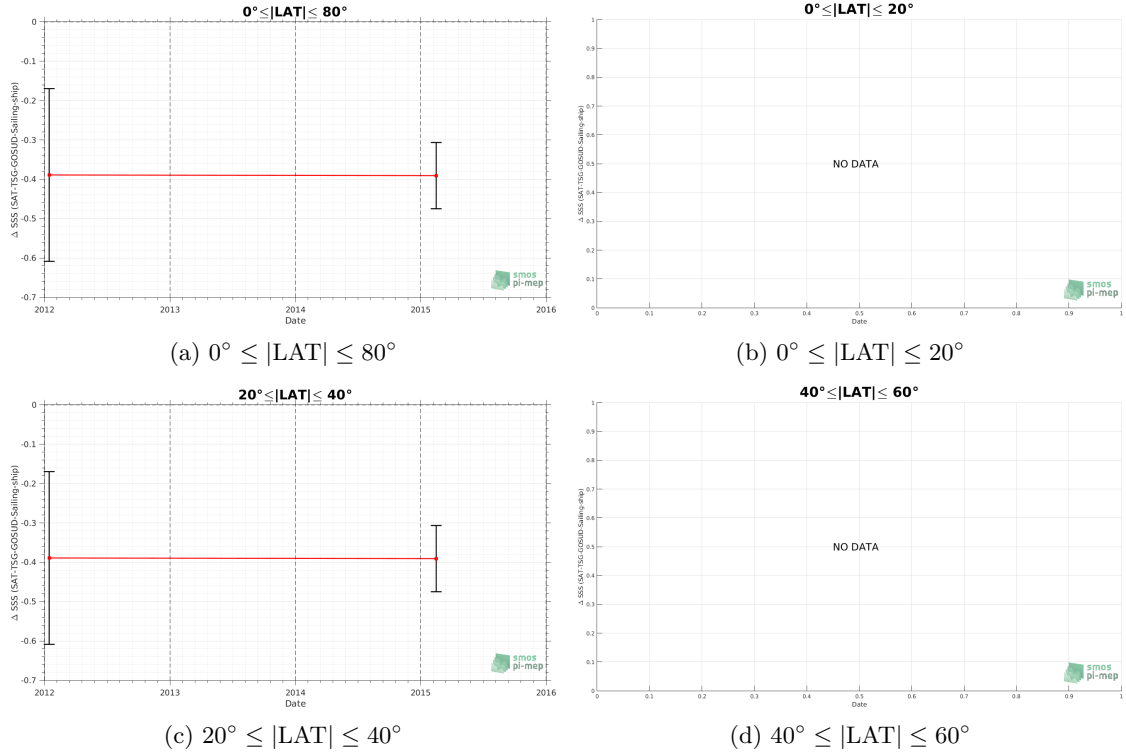 0°≤|LAT|≤ 80°
0
-0.1
-0.2
-0.3
-0.4
-0.5
-0.6
-0.7
Δ SSS (SAT-TSG-GOSUD-Sailing-ship)
2012 2013 2014 2015 2016
Date
smos
pi-mep
(a) 0° ≤ |LAT| ≤ 80°
0°≤|LAT|≤ 20°
1
0.9
0.8
0.7
0.6
0.5
0.4
0.3
0.2
0.1
0
Δ SSS (SAT-TSG-GOSUD-Sailing-ship)
NO DATA
0 0.1 0.2 0.3 0.4 0.5 0.6 0.7 0.8 0.9 1
Date
smos
pi-mep
(b) 0° ≤ |LAT| ≤ 20°
20°≤|LAT|≤ 40°
0
-0.1
-0.2
-0.3
-0.4
-0.5
-0.6
-0.7
Δ SSS (SAT-TSG-GOSUD-Sailing-ship)
2012 2013 2014 2015 2016
Date
smos
pi-mep
(c) 20° ≤ |LAT| ≤ 40°
40°≤|LAT|≤ 60°
1
0.9
0.8
0.7
0.6
0.5
0.4
0.3
0.2
0.1
0
Δ SSS (SAT-TSG-GOSUD-Sailing-ship)
NO DATA
0 0.1 0.2 0.3 0.4 0.5 0.6 0.7 0.8 0.9 1
Date
smos
pi-mep
(d) 40° ≤ |LAT| ≤ 60°